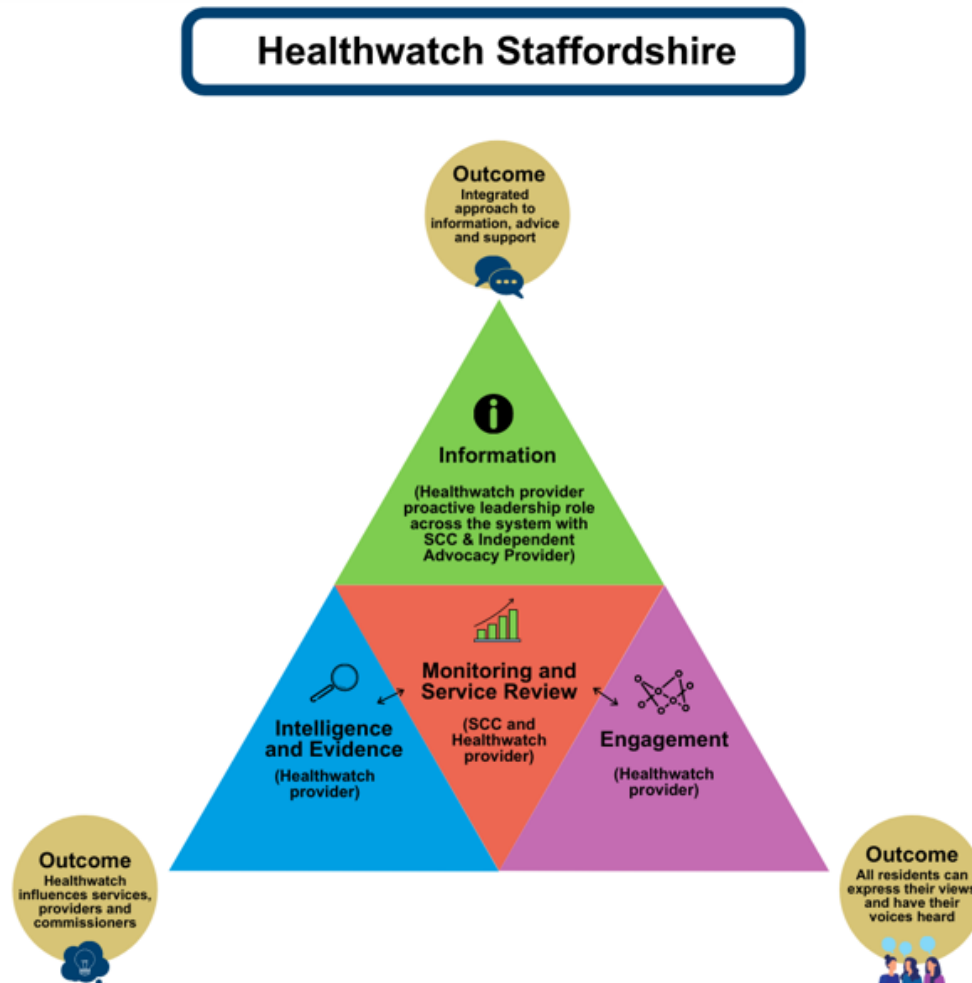 Healthwatch Staffordshire
Outcome
Integrated
approach to
information, advice
and support
Information
(Healthwatch provider
proactive leadership role
across the system with
SCC & Independent
Advocacy Provider)
Monitoring and
Service Review
(SCC and
Healthwatch
provider)
Intelligence
and Evidence
(Healthwatch
provider)
Engagement
(Healthwatch
provider)
Outcome
Healthwatch
influences services,
providers and
commissioners
Outcome
All residents can
express their views
and have their
voices heard